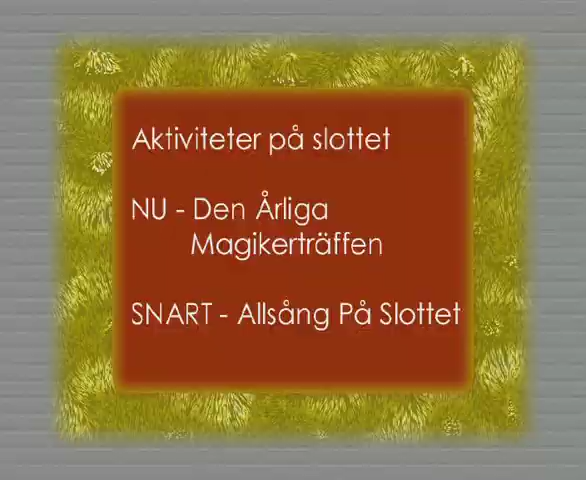 Aktiviteter på slottet
NU - Den Årliga
Magikerträffen
SNART - Allsång På Slottet